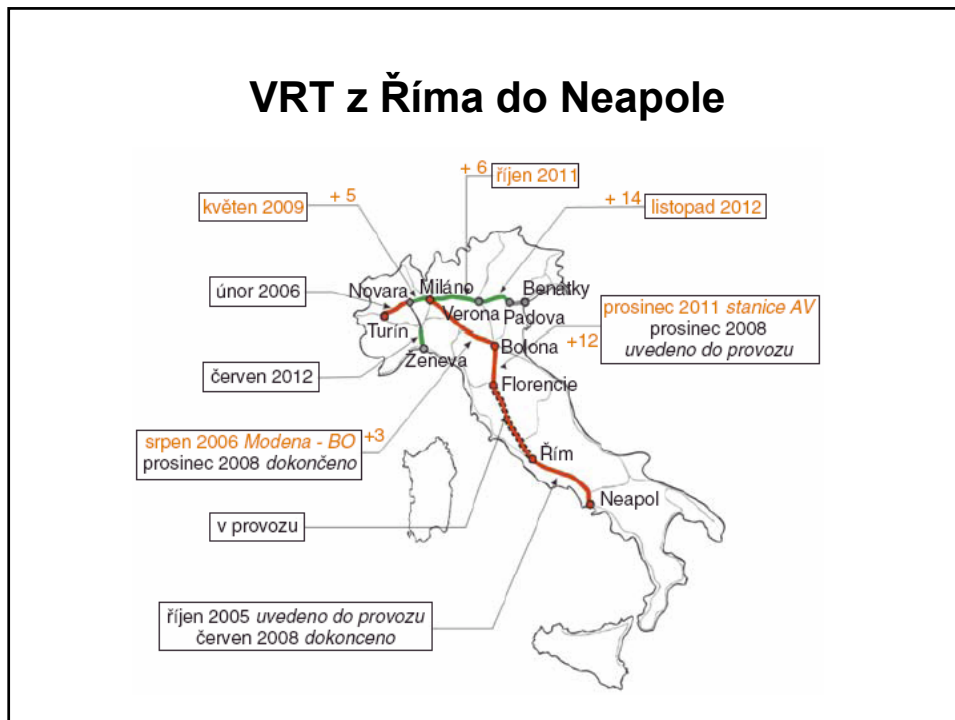 VRT z Říma do Neapole
+ 6
říjen 2011
+ 5
květen 2009
+ 14
listopad 2012
únor 2006
Novara
Miláno
Benátky
Verona
Padova
Turín
prosinec 2011 stanice AV
prosinec 2008
uvedeno do provozu
+12
Bolona
Ženeva
červen 2012
Florencie
srpen 2006 Modena - BO
prosinec 2008 dokončeno
+3
Řím
Neapol
v provozu
říjen 2005 uvedeno do provozu
červen 2008 dokonceno